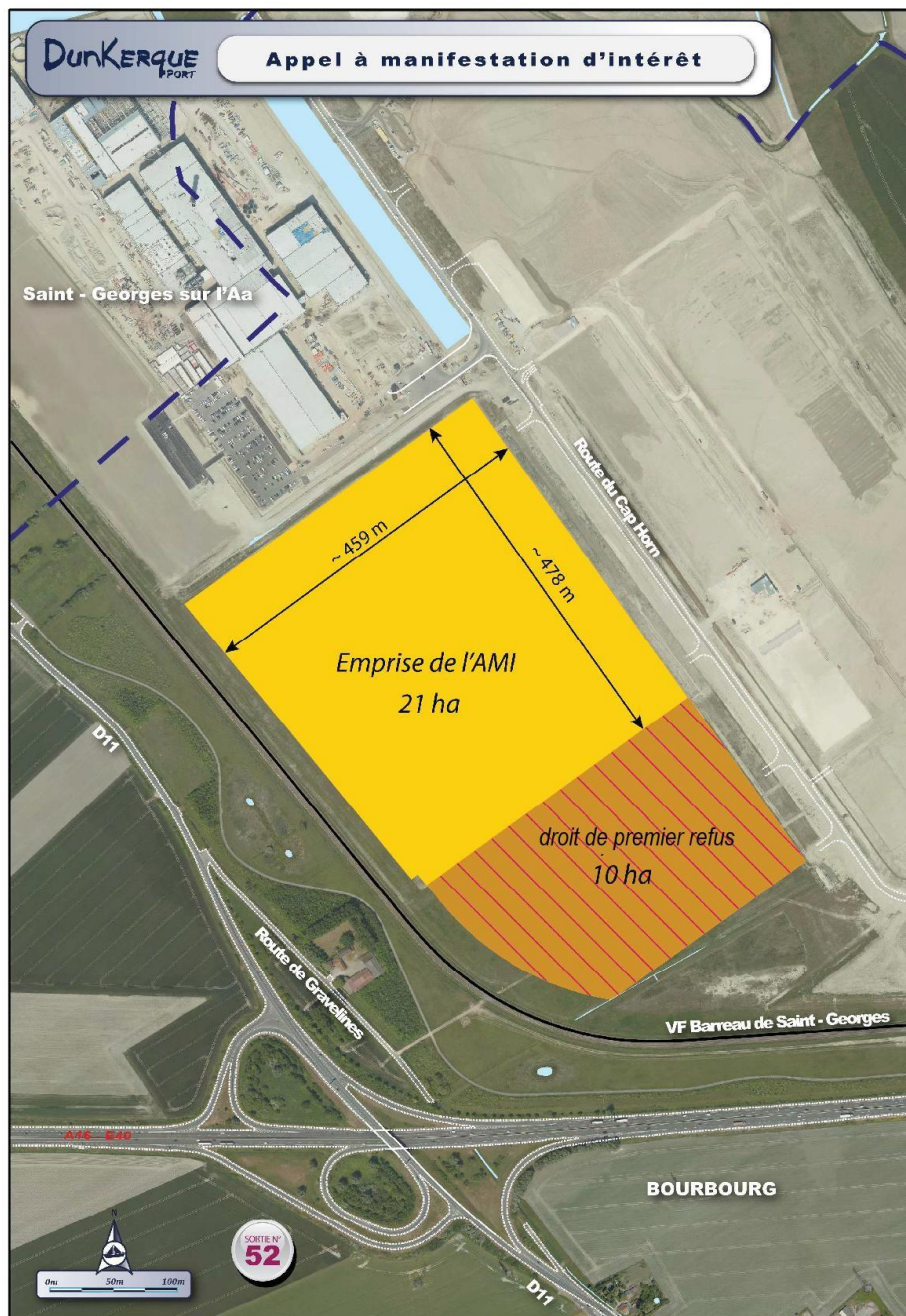 DunKerque
PORT
Appel à manifestation d'intérêt
Saint - Georges sur l'Aa
Route du Cap Horn
~ 459 m
~ 478 m
Emprise de l'AMI
21 ha
D11
droit de premier refus
10 ha
Route de Gravelines
VF Barreau de Saint - Georges
A16 - E40
BOURBOURG
N
SORTIE N°
52
0m 50m 100m
D11